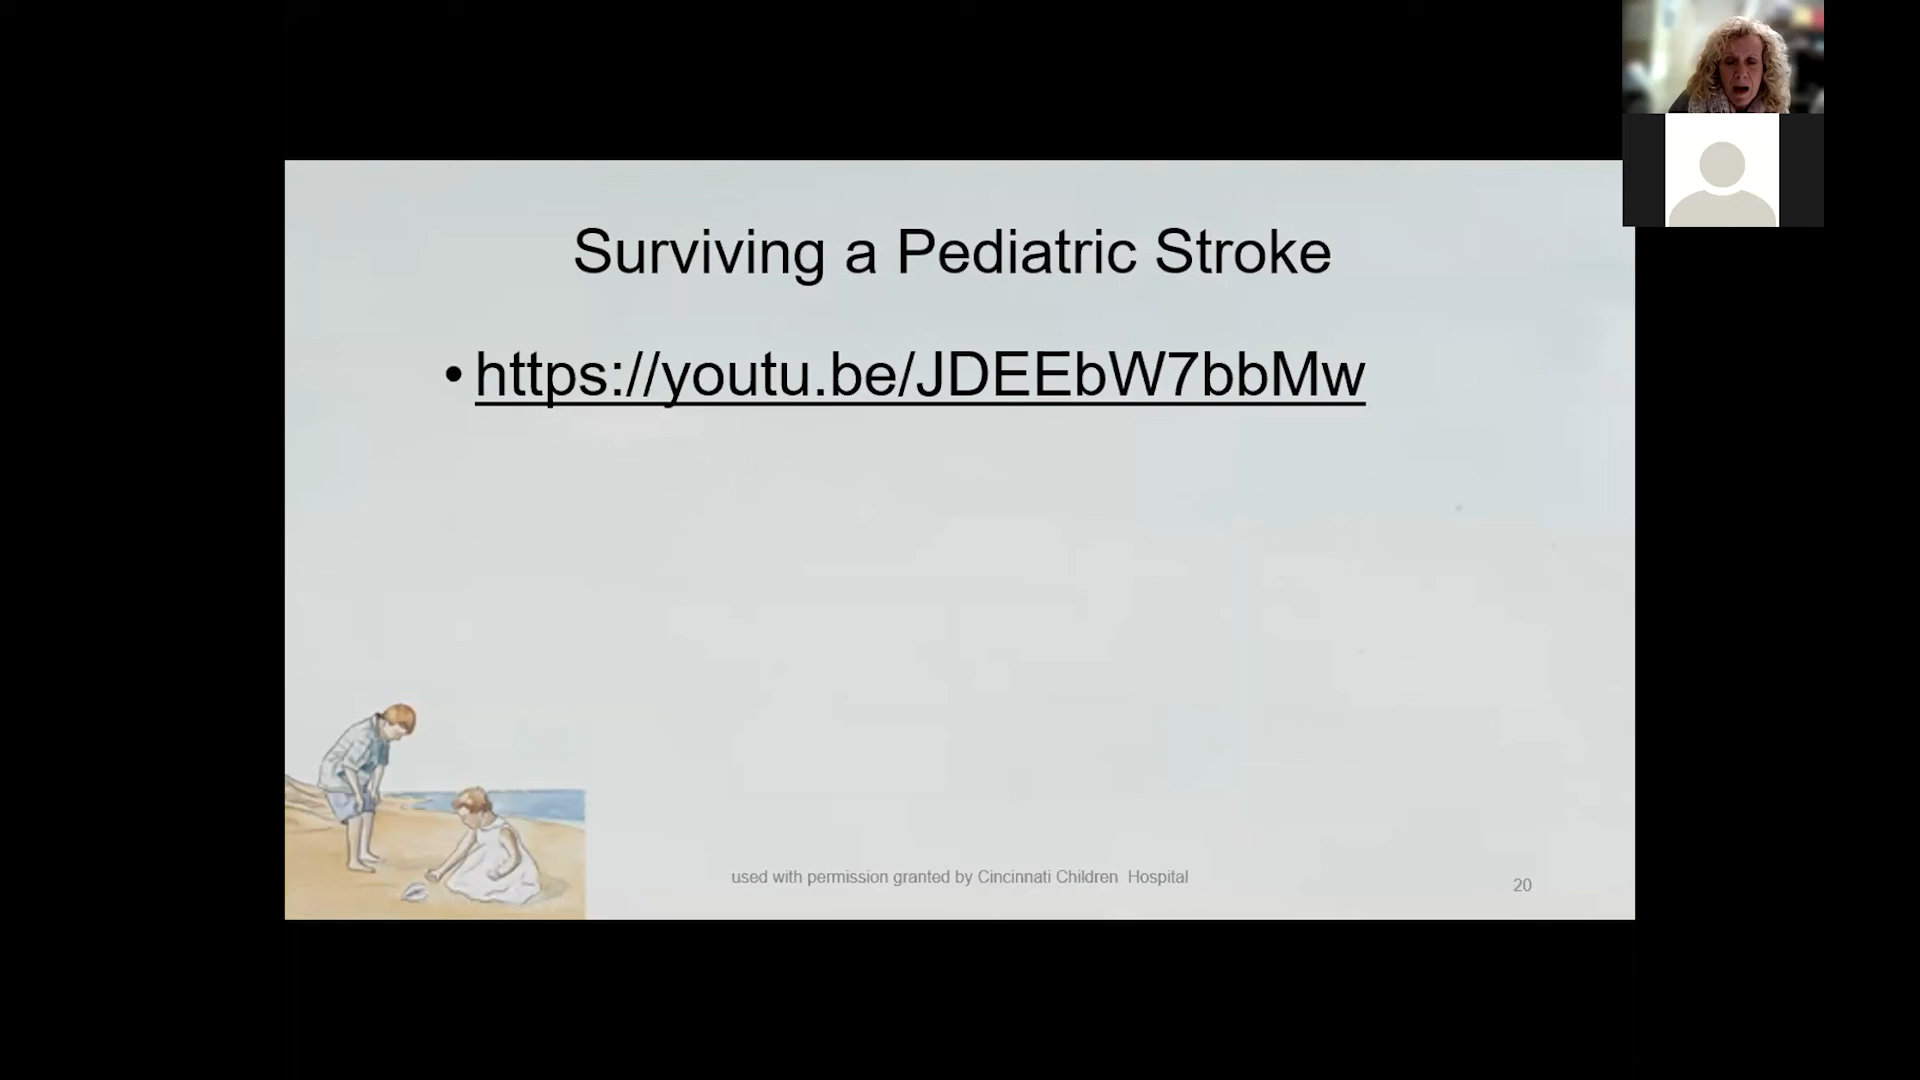 Surviving a Pediatric Stroke
• https://youtu.be/JDEEbW7bbMw
used with permission granted by Cincinnati Children Hospital
20